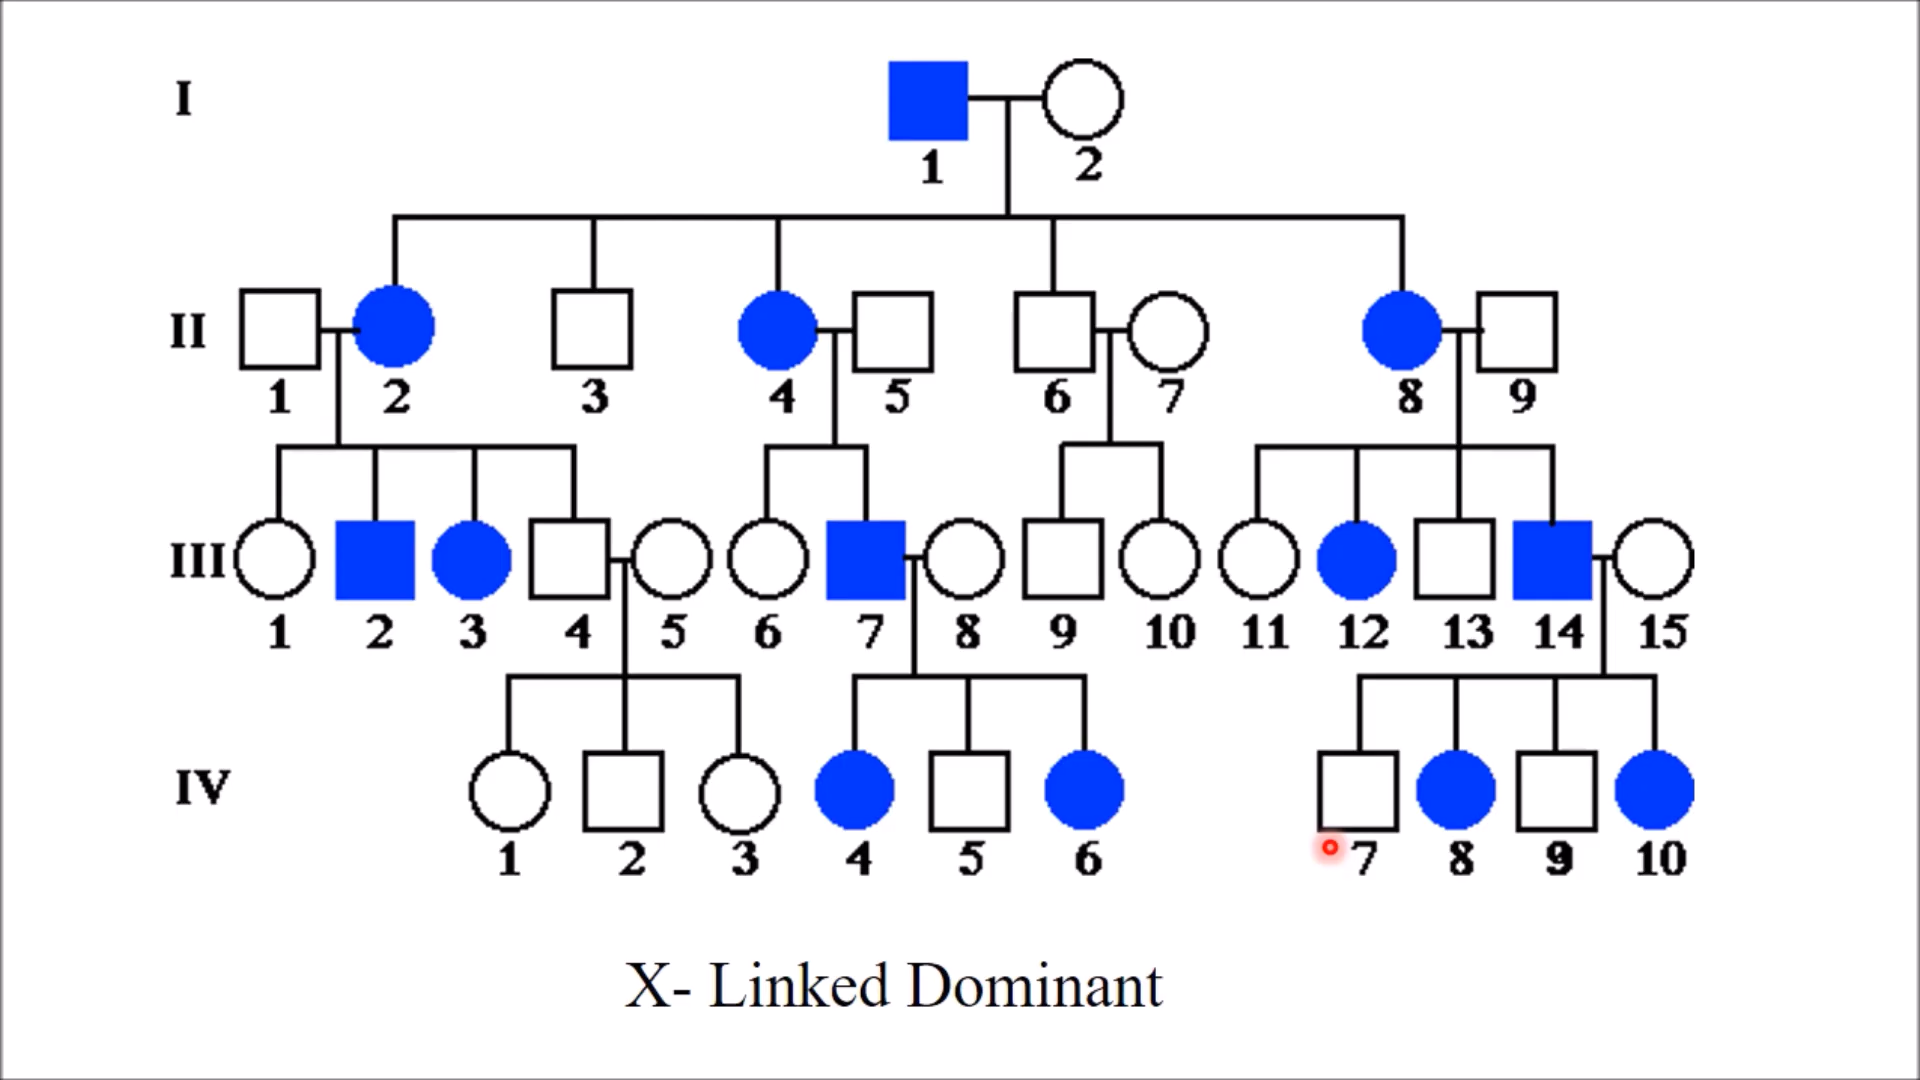 I
1 2
II
1 2 3 4 5 6 7 8 9
III
1 2 3 4 5 6 7 8 9 10 11 12 13 14 15
IV
1 2 3 4 5 6 7 8 9 10
X- Linked Dominant